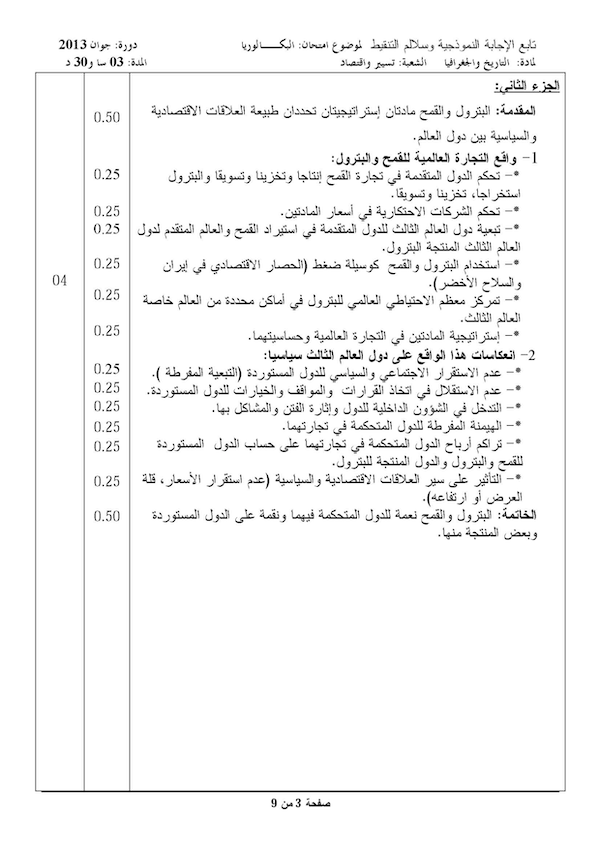 تابع الإجابة النموذجية وسلالم التنقيط لموضوع امتحان: البكـــالوريا دورة: جوان 2013
لمادة: التاريخ والجغرافيا الشعبة: تسيير واقتصاد المدة: 03 سا و30 د
الجزء الثاني:
المقدمة: البترول والقمح مادتان إستراتيجيتان تحددان طبيعة العلاقات الاقتصادية 0.50
والسياسية بين دول العالم.
1- واقع التجارة العالمية للقمح والبترول:
*- تحكم الدول المتقدمة في تجارة القمح إنتاجا وتخزينا وتسويقا والبترول 0.25
استخراجا، تخزينا وتسويقا.
*- تحكم الشركات الاحتكارية في أسعار المادتين. 0.25
*- تبعية دول العالم الثالث للدول المتقدمة في استيراد القمح والعالم المتقدم لدول 0.25
العالم الثالث المنتجة البترول.
*- استخدام البترول والقمح كوسيلة ضغط (الحصار الاقتصادي في إيران 0.25
والسلاح الأخضر). 04
*- تمركز معظم الاحتياطي العالمي للبترول في أماكن محددة من العالم خاصة 0.25
العالم الثالث.
*- إستراتيجية المادتين في التجارة العالمية وحساسيتهما. 0.25
2- انعكاسات هذا الواقع على دول العالم الثالث سياسيا:
*- عدم الاستقرار الاجتماعي والسياسي للدول المستوردة (التبعية المفرطة ). 0.25
*- عدم الاستقلال في اتخاذ القرارات والمواقف والخيارات للدول المستوردة. 0.25
*- التدخل في الشؤون الداخلية للدول وإثارة الفتن والمشاكل بها. 0.25
*- الهيمنة المفرطة للدول المتحكمة في تجارتهما. 0.25
*- تراكم أرباح الدول المتحكمة في تجارتهما على حساب الدول المستوردة 0.25
للقمح والبترول والدول المنتجة للبترول.
*- التأثير على سير العلاقات الاقتصادية والسياسية (عدم استقرار الأسعار، قلة 0.25
العرض أو ارتفاعه).
الخاتمة: البترول والقمح نعمة للدول المتحكمة فيهما ونقمة على الدول المستوردة 0.50
وبعض المنتجة منها.
صفحة 3 من 9